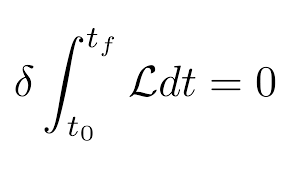 δ ∫_{t_0}^{t_f} ℒ dt = 0